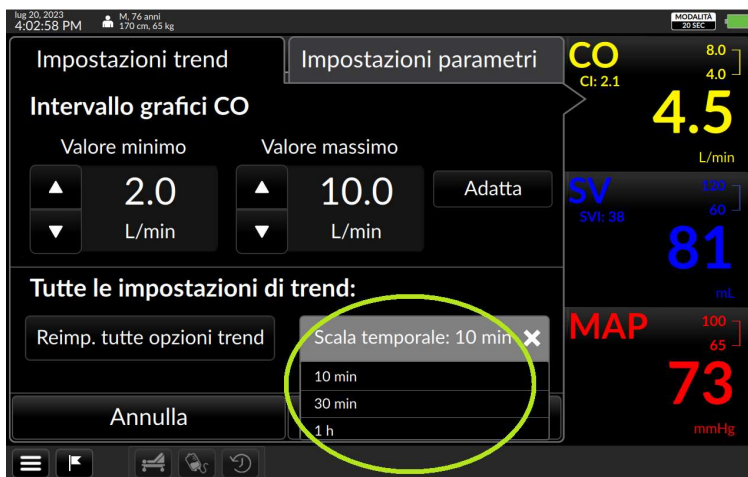 lug 20, 2023
4:02:58 PM
M, 76 anni
170 cm, 65 kg
MODALITÀ
20 SEC
Impostazioni trend
Impostazioni parametri
Intervallo grafici CO
Valore minimo
Valore massimo
2.0
L/min
10.0
L/min
Adatta
Tutte le impostazioni di trend:
Reimp. tutte opzioni trend
Scala temporale: 10 min
10 min
30 min
1 h
Annulla
CO
CI: 2.1
8.0
4.0
4.5
L/min
SV
SVI: 38
120
60
81
mL
MAP
100
65
73
mmHg